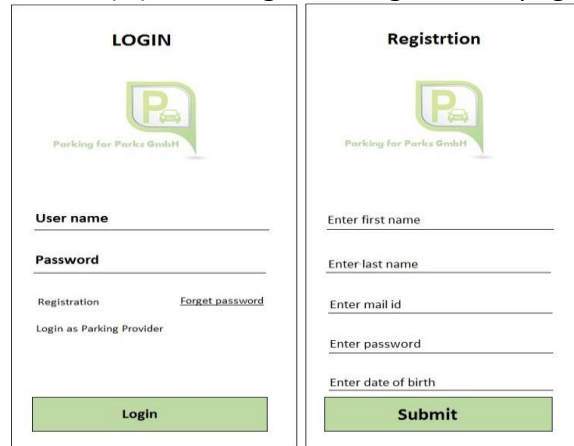 LOGIN
P
Parking for Parks GmbH
User name
Password
Registration Forget password
Login as Parking Provider
Login
Registrtion
P
Parking for Parks GmbH
Enter first name
Enter last name
Enter mail id
Enter password
Enter date of birth
Submit